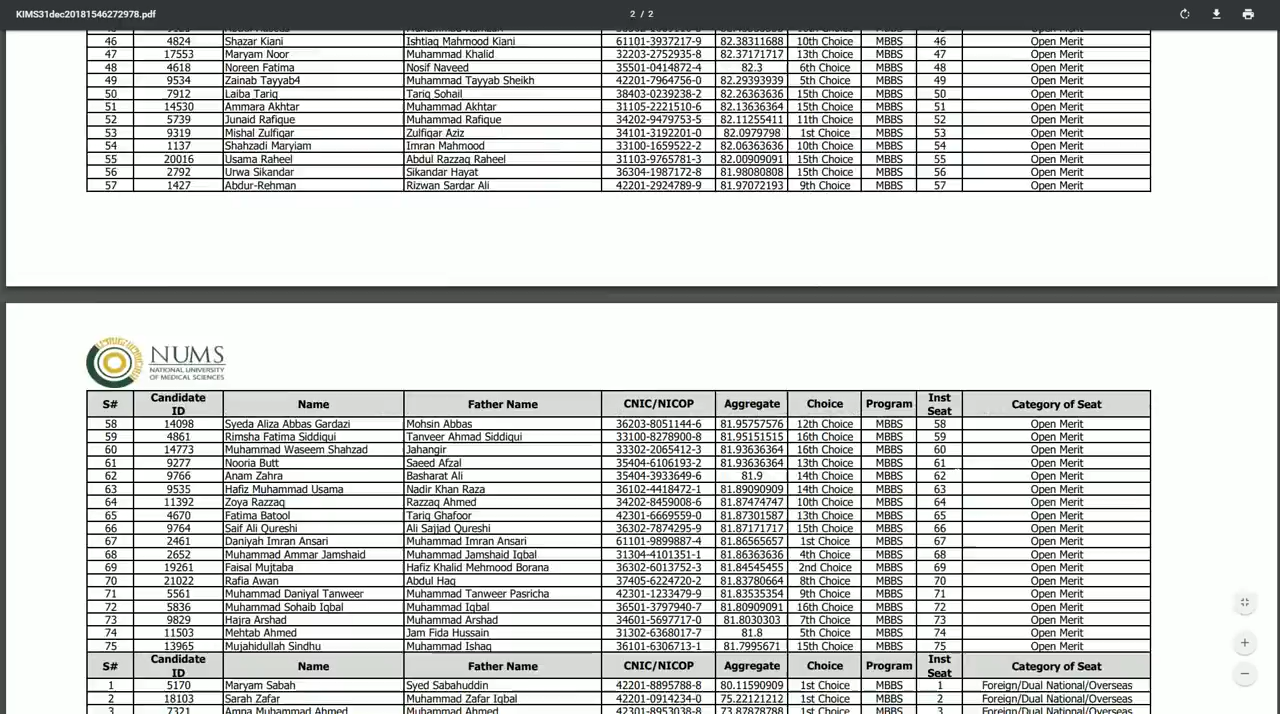 KIMS31dec20181546272978.pdf 2 / 2
46 4824 Shazar Kiani Ishtiaq Mahmood Kiani 61101-3937217-9 82.38311688 10th Choice MBBS 46 Open Merit
47 17553 Maryam Noor Muhammad Khalid 32203-2752935-8 82.37171717 13th Choice MBBS 47 Open Merit
48 4618 Noreen Fatima Nosif Naveed 35501-0414872-4 82.3 6th Choice MBBS 48 Open Merit
49 9534 Zainab Tayyab4 Muhammad Tayyab Sheikh 42201-7964756-0 82.29393939 5th Choice MBBS 49 Open Merit
50 7912 Laiba Tariq Tariq Sohail 38403-0239238-2 82.26363636 15th Choice MBBS 50 Open Merit
51 14530 Ammara Akhtar Muhammad Akhtar 31105-2221510-6 82.13636364 15th Choice MBBS 51 Open Merit
52 5739 Junaid Rafique Muhammad Rafique 34202-9479753-5 82.11255411 11th Choice MBBS 52 Open Merit
53 9319 Mishal Zulfiqar Zulfiqar Aziz 34101-3192201-0 82.0979798 1st Choice MBBS 53 Open Merit
54 1137 Shahzadi Maryiam Imran Mahmood 33100-1659522-2 82.06363636 10th Choice MBBS 54 Open Merit
55 20016 Usama Raheel Abdul Razzaq Raheel 31103-9765781-3 82.00909091 15th Choice MBBS 55 Open Merit
56 2792 Urwa Sikandar Sikandar Hayat 36304-1987172-8 81.98080808 15th Choice MBBS 56 Open Merit
57 1427 Abdur-Rehman Rizwan Sardar Ali 42201-2924789-9 81.97072193 9th Choice MBBS 57 Open Merit
NUMS
NATIONAL UNIVERSITY
OF MEDICAL SCIENCES
S# Candidate ID Name Father Name CNIC/NICOP Aggregate Choice Program Inst Seat Category of Seat
58 14098 Syeda Aliza Abbas Gardazi Mohsin Abbas 36203-8051144-6 81.95757576 12th Choice MBBS 58 Open Merit
59 4861 Rimsha Fatima Siddiqui Tanveer Ahmad Siddiqui 33100-8278900-8 81.95151515 16th Choice MBBS 59 Open Merit
60 14773 Muhammad Waseem Shahzad Jahangir 33302-2065412-3 81.93636364 16th Choice MBBS 60 Open Merit
61 9277 Nooria Butt Saeed Afzal 35404-6106193-2 81.93636364 13th Choice MBBS 61 Open Merit
62 9766 Anam Zahra Basharat Ali 35404-3933649-6 81.9 14th Choice MBBS 62 Open Merit
63 9535 Hafiz Muhammad Usama Nadir Khan Raza 36102-4418472-1 81.89090909 14th Choice MBBS 63 Open Merit
64 11392 Zoya Razzaq Razzaq Ahmed 34202-8459008-6 81.87474747 10th Choice MBBS 64 Open Merit
65 4670 Fatima Batool Tariq Ghafoor 42301-6669559-0 81.87301587 13th Choice MBBS 65 Open Merit
66 9764 Saif Ali Qureshi Ali Sajjad Qureshi 36302-7874295-9 81.87171717 15th Choice MBBS 66 Open Merit
67 2461 Daniyah Imran Ansari Muhammad Imran Ansari 61101-9899887-4 81.86565657 1st Choice MBBS 67 Open Merit
68 2652 Muhammad Ammar Jamshaid Muhammad Jamshaid Iqbal 31304-4101351-1 81.86363636 4th Choice MBBS 68 Open Merit
69 19261 Faisal Mujtaba Hafiz Khalid Mehmood Borana 36302-6013752-3 81.84545455 2nd Choice MBBS 69 Open Merit
70 21022 Rafia Awan Abdul Haq 37405-6224720-2 81.83780664 8th Choice MBBS 70 Open Merit
71 5561 Muhammad Daniyal Tanweer Muhammad Tanweer Pasricha 42301-1233479-9 81.83535354 9th Choice MBBS 71 Open Merit
72 5836 Muhammad Sohaib Iqbal Muhammad Iqbal 36501-3797940-7 81.80909091 16th Choice MBBS 72 Open Merit
73 9829 Hajra Arshad Muhammad Arshad 34601-5697717-0 81.8030303 7th Choice MBBS 73 Open Merit
74 11503 Mehtab Ahmed Jam Fida Hussain 31302-6368017-7 81.8 5th Choice MBBS 74 Open Merit
75 13965 Mujahidullah Sindhu Muhammad Ishaq 36101-6306713-1 81.7995671 15th Choice MBBS 75 Open Merit
S# Candidate ID Name Father Name CNIC/NICOP Aggregate Choice Program Inst Seat Category of Seat
1 5170 Maryam Sabah Syed Sabahuddin 42201-8895788-8 80.11590909 1st Choice MBBS 1 Foreign/Dual National/Overseas
2 18103 Sarah Zafar Muhammad Zafar Iqbal 42201-0914234-0 75.22121212 1st Choice MBBS 2 Foreign/Dual National/Overseas
3 7321 Amna Muhammad Ahmed Muhammad Ahmed 42301-8953038-8 73.87878788 1st Choice MBBS 3 Foreign/Dual National/Overseas